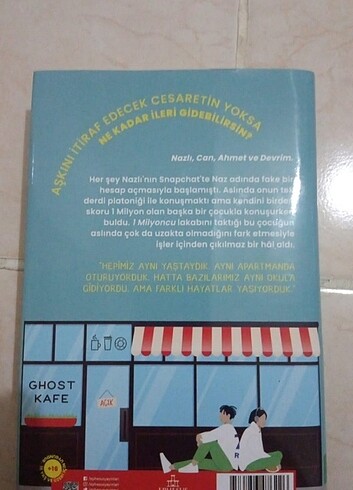 AŞKINI İTİRAF EDECEK CESARETİN YOKSA
NE KADAR İLERİ GİDEBİLİRSİN?
Nazlı, Can, Ahmet ve Devrim.
Her şey Nazlı'nın Snapchat'te Naz adında fake bir
hesap açmasıyla başlamıştı. Aslında onun tek
derdi platoniği ile konuşmaktı ama kendini birden
skoru 1 Milyon olan başka bir çocukla konuşurken
buldu. 1 Milyoncu lakabını taktığı bu çocuğun
aslında çok da uzakta olmadığını fark etmesiyle
işler içinden çıkılmaz bir hâl aldı.
"HEPİMİZ AYNI YAŞTAYDIK. AYNI APARTMANDA
OTURUYORDUK. HATTA BAZILARIMIZ AYNI OKULA
GİDİYORDU. AMA FARKLI HAYATLAR YAŞIYORDUK."
GHOST
KAFE
AÇIK
+16